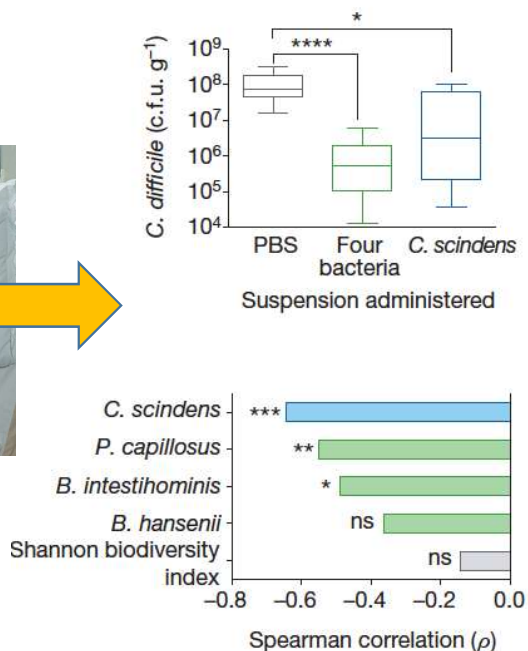 *
****
10⁹
10⁸
10⁷
10⁶
10⁵
10⁴
C. difficile (c.f.u. g⁻¹)
PBS Four bacteria C. scindens
Suspension administered
C. scindens ***
P. capillosus **
B. intestihominis *
B. hansenii ns
Shannon biodiversity
index ns
–0.8 –0.6 –0.4 –0.2 0.0
Spearman correlation (ρ)